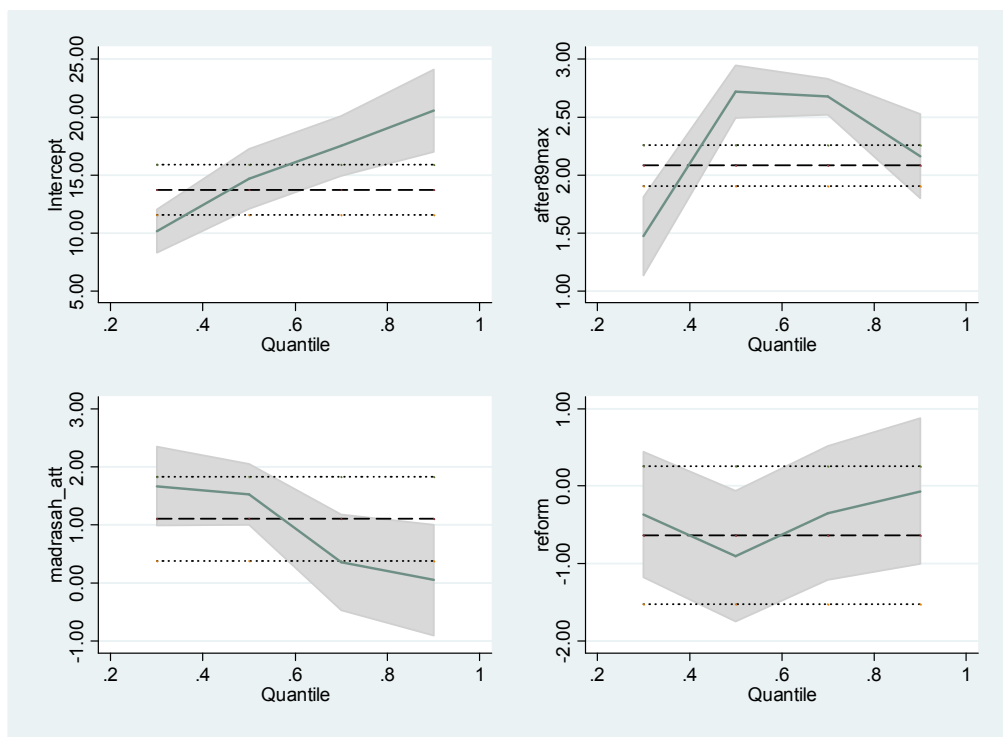 Intercept
5.00 10.00 15.00 20.00 25.00
.2 .4 .6 .8 1
Quantile
after89max
1.00 1.50 2.00 2.50 3.00
.2 .4 .6 .8 1
Quantile
madrasah_att
-1.00 0.00 1.00 2.00 3.00
.2 .4 .6 .8 1
Quantile
reform
-2.00 -1.00 0.00 1.00
.2 .4 .6 .8 1
Quantile